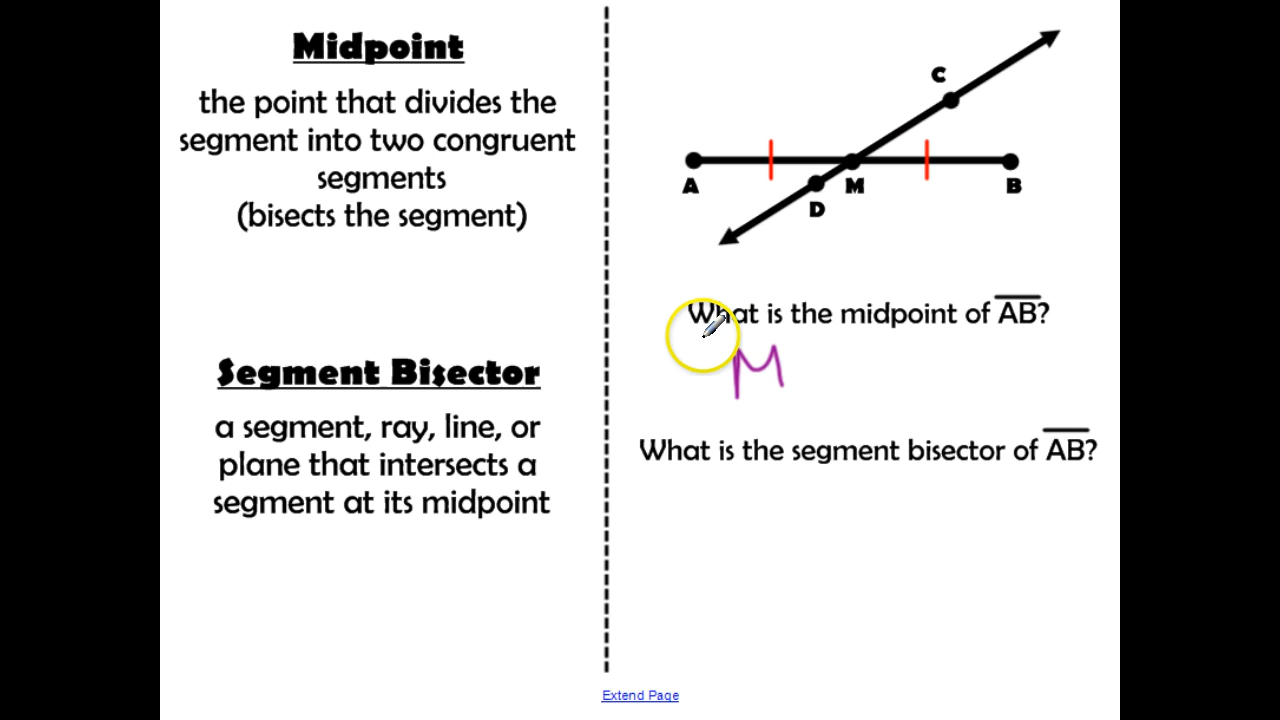 Midpoint
the point that divides the
segment into two congruent
segments
(bisects the segment)
Segment Bisector
a segment, ray, line, or
plane that intersects a
segment at its midpoint
C
A
M
B
D
What is the midpoint of AB?
M
What is the segment bisector of AB?
Extend Page